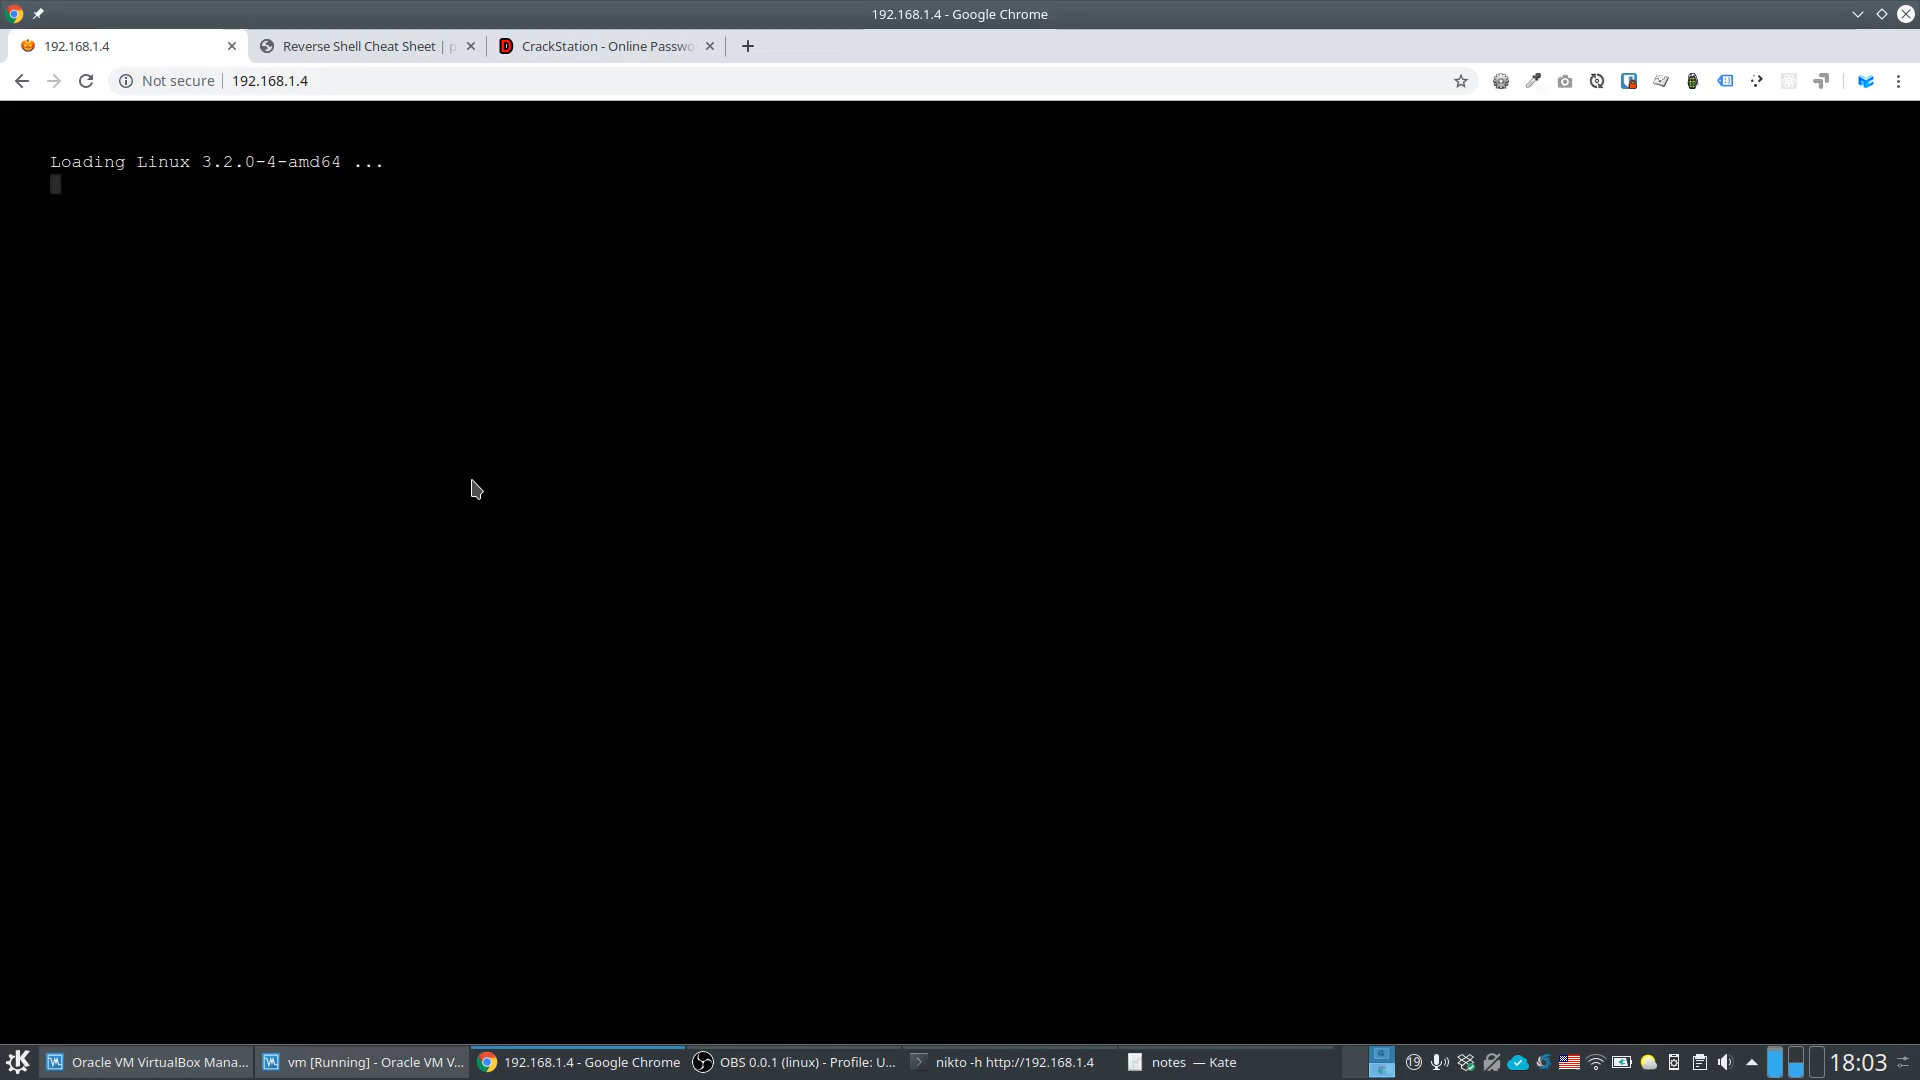 192.168.1.4 - Google Chrome
192.168.1.4
Reverse Shell Cheat Sheet | p
CrackStation - Online Passwo
Not secure
192.168.1.4
Loading Linux 3.2.0-4-amd64 ...
Oracle VM VirtualBox Mana...
vm [Running] - Oracle VM V...
192.168.1.4 - Google Chrome
OBS 0.0.1 (linux) - Profile: U...
nikto -h http://192.168.1.4
notes — Kate
19
18:03